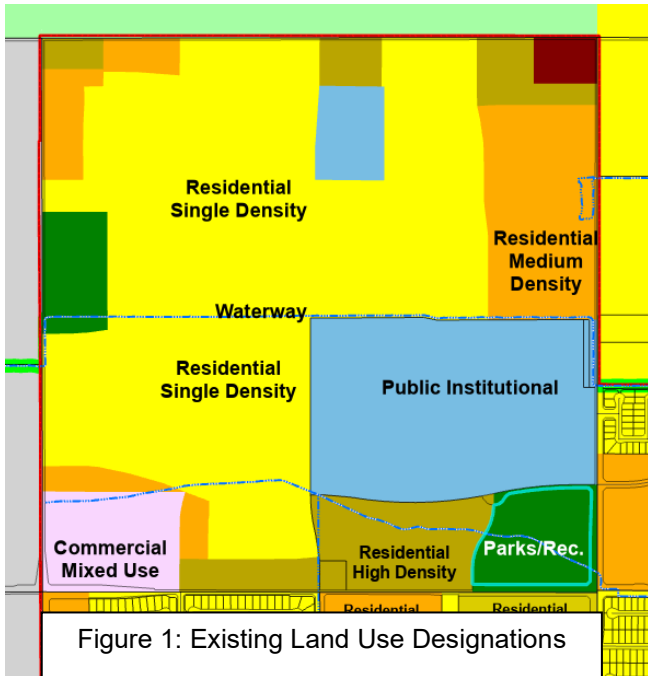 Residential
Single Density
Residential
Medium
Density
Waterway
Residential
Single Density
Public Institutional
Commercial
Mixed Use
Residential
High Density
Parks/Rec.
Residential
Residential
Figure 1: Existing Land Use Designations